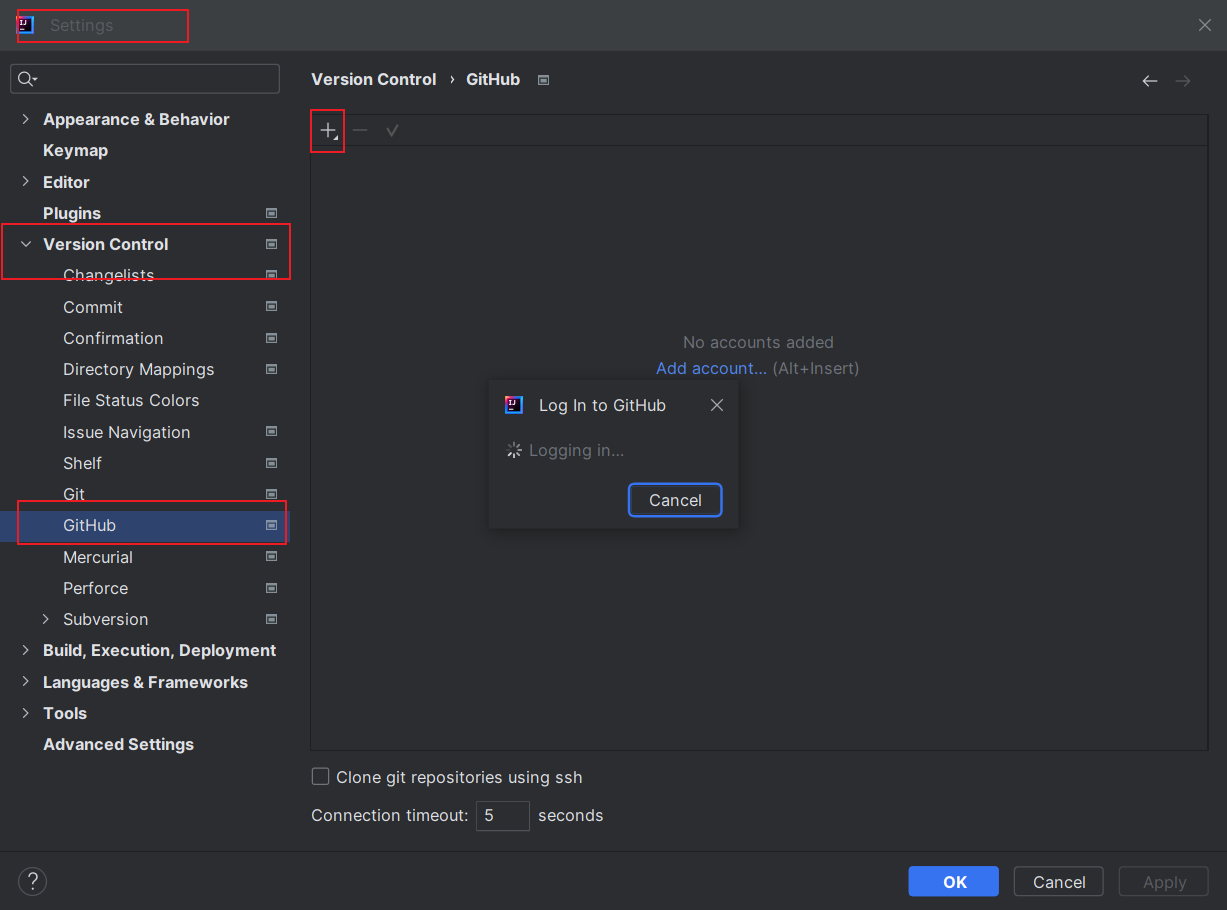 Settings
Version Control › GitHub
Appearance & Behavior
Keymap
Editor
Plugins
Version Control
Changelists
Commit
Confirmation
Directory Mappings
File Status Colors
Issue Navigation
Shelf
Git
GitHub
Mercurial
Perforce
Subversion
Build, Execution, Deployment
Languages & Frameworks
Tools
Advanced Settings
No accounts added
Add account... (Alt+Insert)
IJ Log In to GitHub
Logging in...
Cancel
Clone git repositories using ssh
Connection timeout: 5 seconds
? OK Cancel Apply